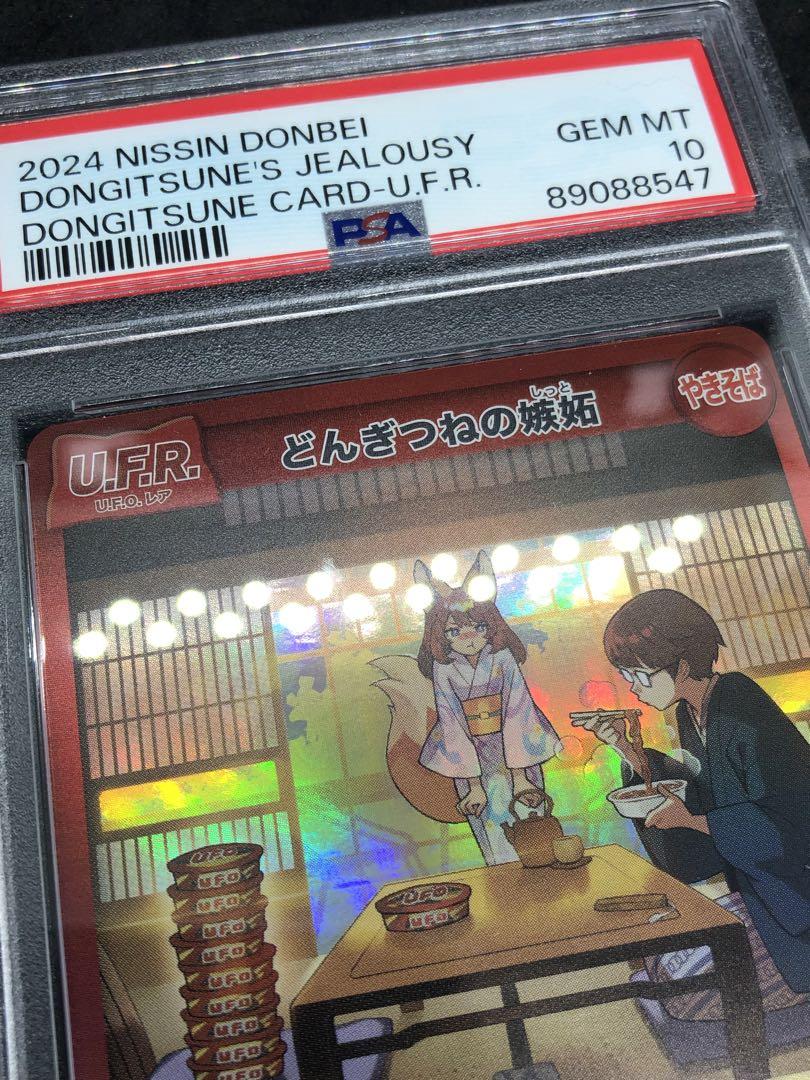 2024 NISSIN DONBEI
DONGITSUNE'S JEALOUSY
DONGITSUNE CARD-U.F.R.
GEM MT
10
89088547
PSA
U.F.R.
U.F.O. レア
しっと
どんぎつねの嫉妬
やきそば
U.F.O
U.F.O
U.F.O
U.F.O
U.F.O
U.F.O
U.F.O
U.F.O
U.F.O
U.F.O